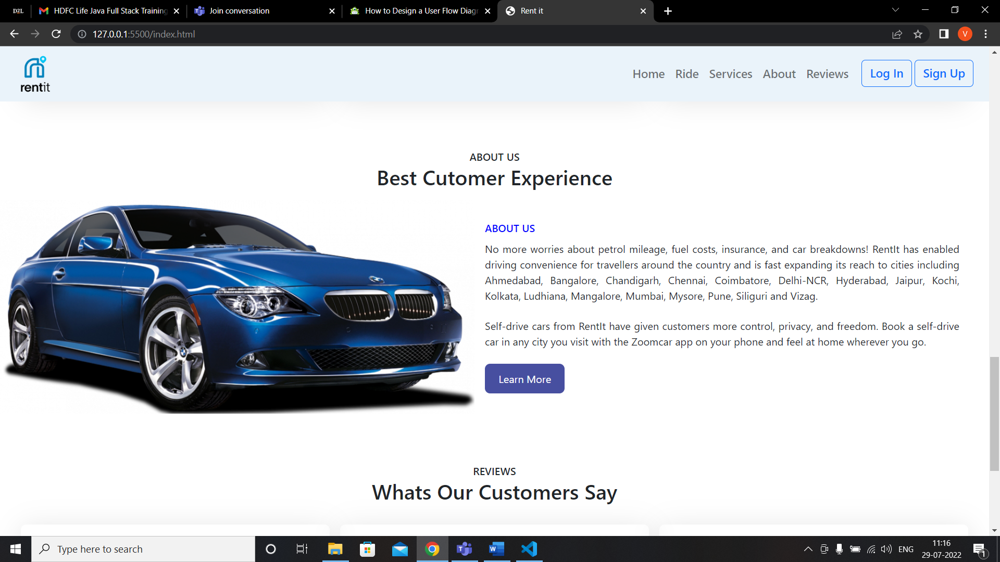 D2L
HDFC Life Java Full Stack Training
Join conversation
How to Design a User Flow Diagr
Rent it
127.0.0.1:5500/index.html
V
rentit
Home Ride Services About Reviews Log In Sign Up
ABOUT US
Best Cutomer Experience
ABOUT US
No more worries about petrol mileage, fuel costs, insurance, and car breakdowns! RentIt has enabled
driving convenience for travellers around the country and is fast expanding its reach to cities including
Ahmedabad, Bangalore, Chandigarh, Chennai, Coimbatore, Delhi-NCR, Hyderabad, Jaipur, Kochi,
Kolkata, Ludhiana, Mangalore, Mumbai, Mysore, Pune, Siliguri and Vizag.
Self-drive cars from RentIt have given customers more control, privacy, and freedom. Book a self-drive
car in any city you visit with the Zoomcar app on your phone and feel at home wherever you go.
Learn More
REVIEWS
Whats Our Customers Say
Type here to search
ENG
11:16
29-07-2022
1